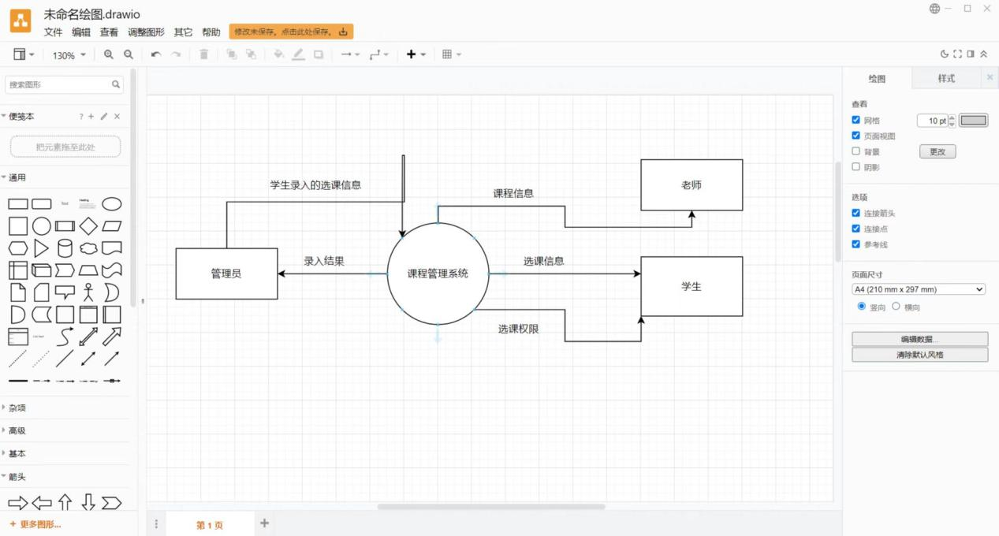 未命名绘图.drawio
文件 编辑 查看 调整图形 其它 帮助 修改未保存。点击此处保存。
130%
搜索图形
便笺本 ?
把元素拖至此处
通用
Text
Heading
杂项
高级
基本
箭头
+ 更多图形...
学生录入的选课信息
课程信息
老师
管理员
录入结果
课程管理系统
选课信息
学生
选课权限
第 1 页
绘图 样式
查看
网格 10 pt
页面视图
背景 更改
阴影
选项
连接箭头
连接点
参考线
页面尺寸
A4 (210 mm x 297 mm)
竖向 横向
编辑数据...
清除默认风格